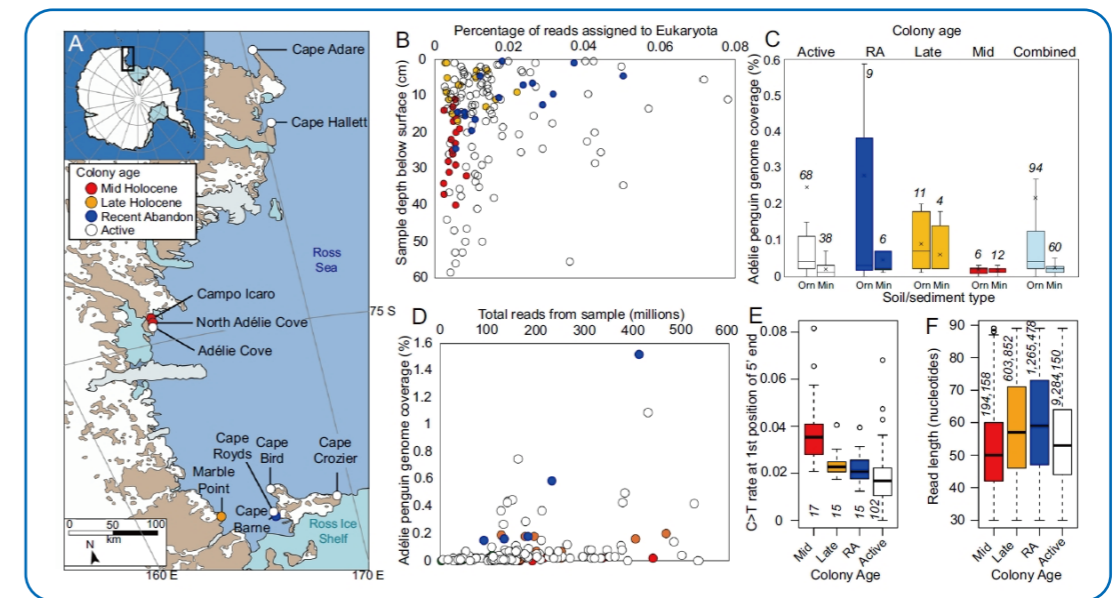 A
Cape Adare
Cape Hallett
Colony age
Mid Holocene
Late Holocene
Recent Abandon
Active
Ross
Sea
Campo Icaro
North Adélie Cove
Adélie Cove
75 S
Cape
Royds
Cape
Bird
Cape
Crozier
Marble
Point
Cape
Barne
Ross Ice
Shelf
0 50 100
km
N
160 E
170 E
B
Percentage of reads assigned to Eukaryota
0 0.02 0.04 0.06 0.08
Sample depth below surface (cm)
0
10
20
30
40
50
60
C
Colony age
Active RA Late Mid Combined
Adélie penguin genome coverage (%)
0.6
0.5
0.4
0.3
0.2
0.1
0
68
38
9
6
11
4
6
12
94
60
Orn Min Orn Min Orn Min Orn Min Orn Min
Soil/sediment type
D
Total reads from sample (millions)
0 100 200 300 400 500 600
Adélie penguin genome coverage (%)
1.6
1.4
1.2
1.0
0.8
0.6
0.4
0.2
0
E
C>T rate at 1st position of 5' end
0.08
0.06
0.04
0.02
0
17
15
15
102
Mid Late RA Active
Colony Age
F
Read length (nucleotides)
90
80
70
60
50
40
30
194,158
603,852
1,265,478
9,284,150
Mid Late RA Active
Colony Age